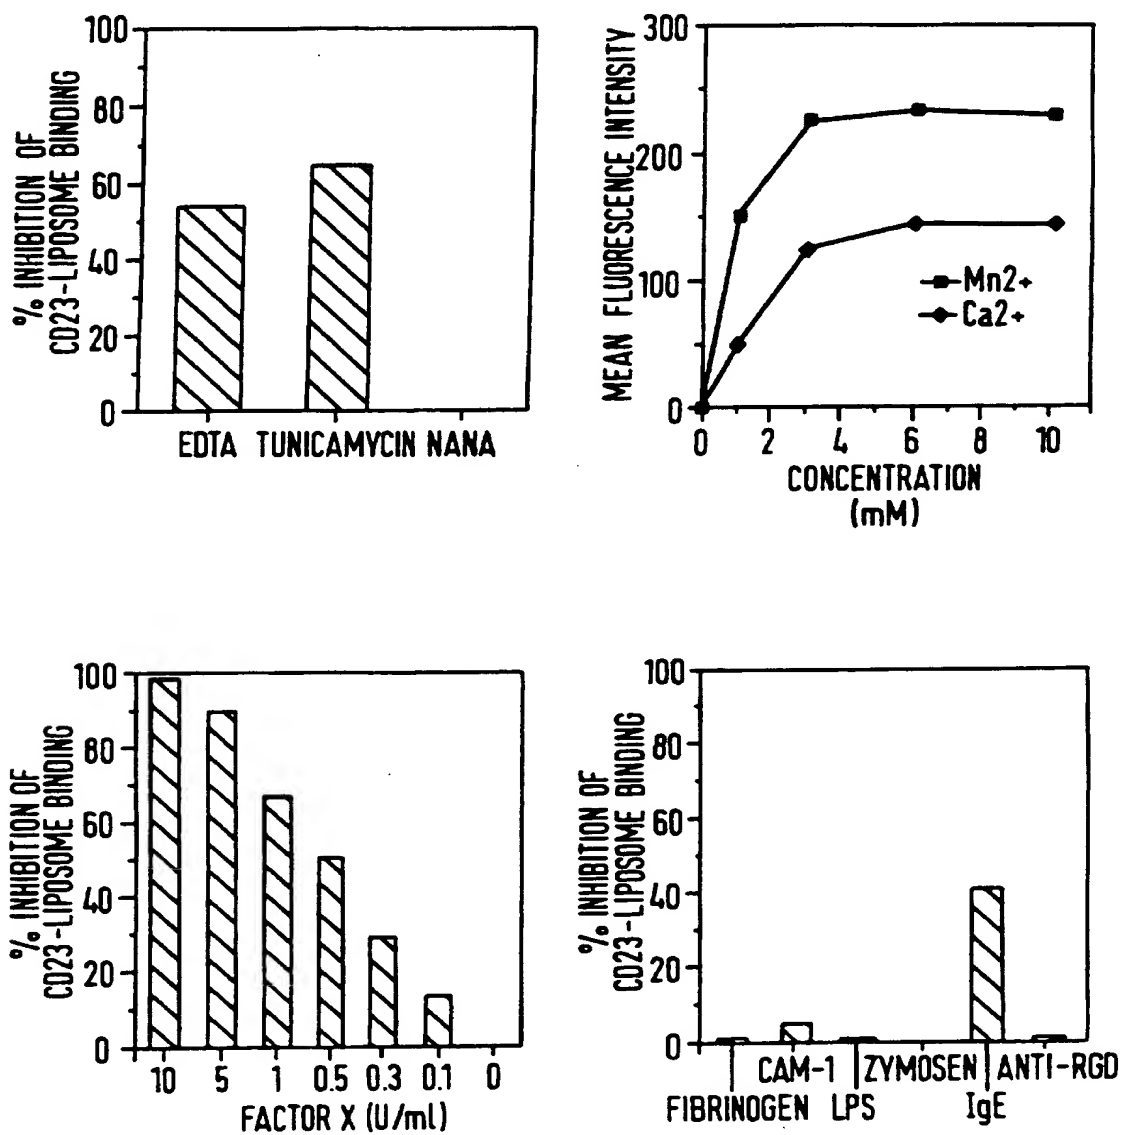 % INHIBITION OF
CD23-LIPOSOME BINDING
100
80
60
40
20
0
EDTA TUNICAMYCIN NANA
MEAN FLUORESCENCE INTENSITY
300
200
100
0
Mn2+
Ca2+
0 2 4 6 8 10
CONCENTRATION
(mM)
% INHIBITION OF
CD23-LIPOSOME BINDING
100
80
60
40
20
0
10 5 1 0.5 0.3 0.1 0
FACTOR X (U/ml)
% INHIBITION OF
CD23-LIPOSOME BINDING
100
80
60
40
20
0
CAM-1 ZYMOSEN ANTI-RGD
FIBRINOGEN LPS IgE